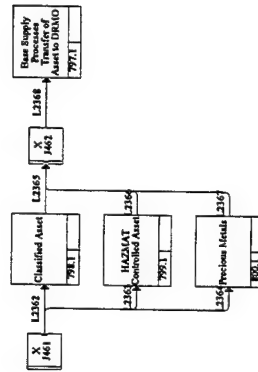 X
J461
L2362
L2363
L2364
Classified Asset
798.1
HAZMAT
Controlled Asset
799.1
Precious Metals
800.1
L2365
L2366
L2367
X
J462
L2368
Base Supply
Processes
Transfer of
Asset to DRMO
797.1